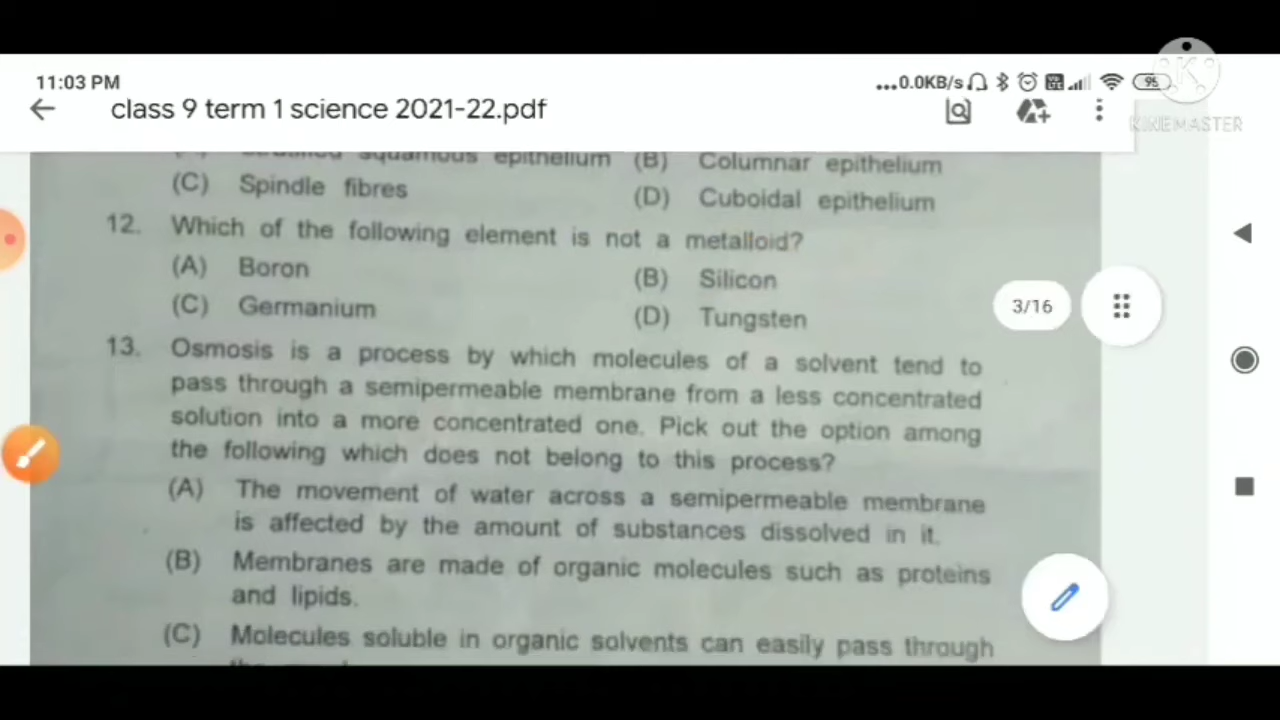 11:03 PM
...0.0KB/s
95
class 9 term 1 science 2021-22.pdf
KINEMASTER
squamous epithelium (B) Columnar epithelium
(C) Spindle fibres (D) Cuboidal epithelium
12. Which of the following element is not a metalloid?
(A) Boron (B) Silicon
(C) Germanium (D) Tungsten
3/16
13. Osmosis is a process by which molecules of a solvent tend to
pass through a semipermeable membrane from a less concentrated
solution into a more concentrated one. Pick out the option among
the following which does not belong to this process?
(A) The movement of water across a semipermeable membrane
is affected by the amount of substances dissolved in it.
(B) Membranes are made of organic molecules such as proteins
and lipids.
(C) Molecules soluble in organic solvents can easily pass through